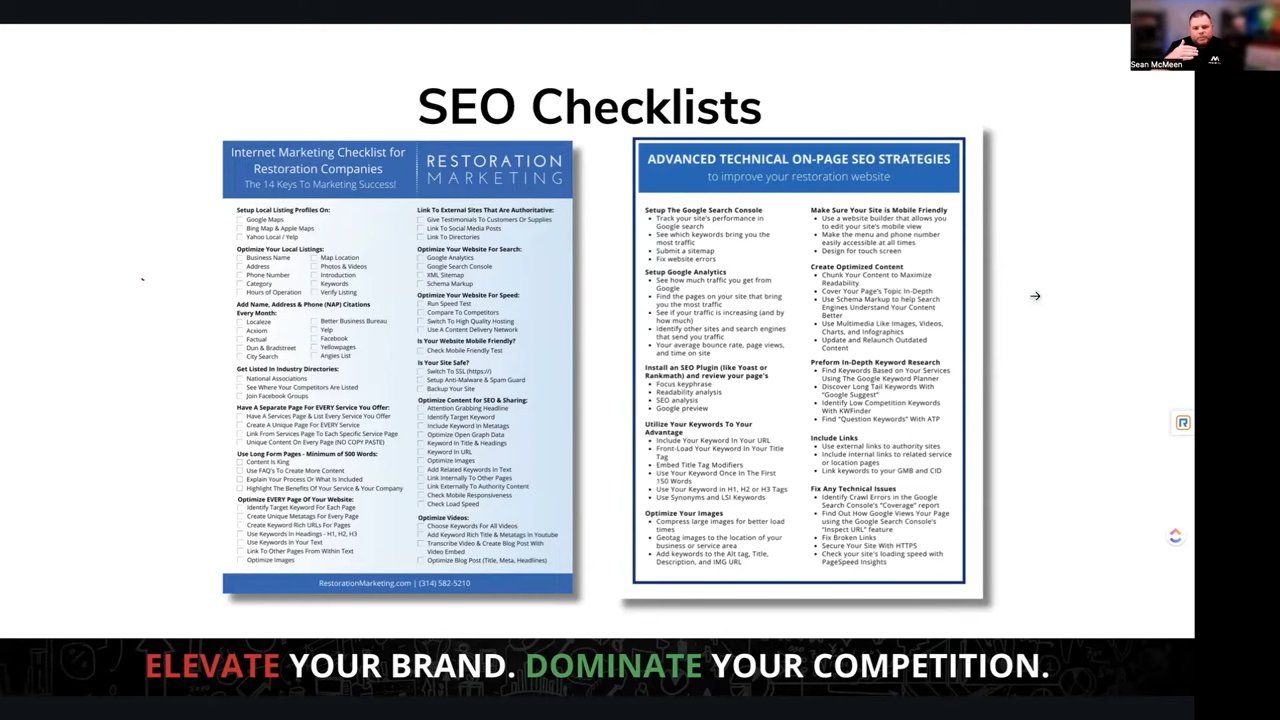 Sean McMeen
SEO Checklists
Internet Marketing Checklist for
Restoration Companies
The 14 Keys To Marketing Success!
RESTORATION
MARKETING
Setup Local Listing Profiles On:
Google Maps
Bing Map & Apple Maps
Yahoo Local / Yelp
Optimize Your Local Listings:
Business Name
Address
Phone Number
Category
Hours of Operation
Map Location
Photos & Videos
Introduction
Keywords
Verify Listing
Add Name, Address & Phone (NAP) Citations
Every Month:
Localeze
Acxiom
Factual
Dun & Bradstreet
City Search
Better Business Bureau
Yelp
Facebook
Yellowpages
Angies List
Get Listed In Industry Directories:
National Associations
See Where Your Competitors Are Listed
Join Facebook Groups
Have A Separate Page For EVERY Service You Offer:
Have A Services Page & List Every Service You Offer
Create A Unique Page For EVERY Service
Link From Services Page To Each Specific Service Page
Unique Content On Every Page (NO COPY PASTE)
Use Long Form Pages - Minimum of 500 Words:
Content Is King
Use FAQ's To Create More Content
Explain Your Process Or What Is Included
Highlight The Benefits Of Your Service & Your Company
Optimize EVERY Page Of Your Website:
Identify Target Keyword For Each Page
Create Unique Metatags For Every Page
Create Keyword Rich URLs For Pages
Use Keywords In Headings - H1, H2, H3
Use Keywords In Your Text
Link To Other Pages From Within Text
Optimize Images
Link To External Sites That Are Authoritative:
Give Testimonials To Customers Or Supplies
Link To Social Media Posts
Link To Directories
Optimize Your Website For Search:
Google Analytics
Google Search Console
XML Sitemap
Schema Markup
Optimize Your Website For Speed:
Run Speed Test
Compare To Competitors
Switch To High Quality Hosting
Use A Content Delivery Network
Is Your Website Mobile Friendly?
Check Mobile Friendly Test
Is Your Site Safe?
Switch To SSL (https://)
Setup Anti-Malware & Spam Guard
Backup Your Site
Optimize Content For SEO & Sharing:
Attention Grabbing Headline
Identify Target Keyword
Include Keyword In Metatags
Optimize Open Graph Data
Keyword In Title & Headings
Keyword In URL
Optimize Images
Add Related Keywords In Text
Link Internally To Other Pages
Link Externally To Authority Content
Check Mobile Responsiveness
Check Load Speed
Optimize Videos:
Choose Keywords For All Videos
Add Keyword Rich Title & Metatags In Youtube
Transcribe Video & Create Blog Post With
Video Embed
Optimize Blog Post (Title, Meta, Headlines)
RestorationMarketing.com | (314) 582-5210
ADVANCED TECHNICAL ON-PAGE SEO STRATEGIES
to improve your restoration website
Setup The Google Search Console
Track your site's performance in
Google search
See which keywords bring you the
most traffic
Submit a sitemap
Fix website errors
Setup Google Analytics
See how much traffic you get from
Google
Find the pages on your site that bring
you the most traffic
See if your traffic is increasing (and by
how much)
Identify other sites and search engines
that send you traffic
Your average bounce rate, page views,
and time on site
Install an SEO Plugin (like Yoast or
Rankmath) and review your page's
Focus keyphrase
Readability analysis
SEO analysis
Google preview
Utilize Your Keywords To Your
Advantage
Include Your Keyword In Your URL
Front-Load Your Keyword In Your Title
Tag
Embed Title Tag Modifiers
Use Your Keyword Once In The First
150 Words
Use Your Keyword in H1, H2 or H3 Tags
Use Synonyms and LSI Keywords
Optimize Your Images
Compress large images for better load
times
Geotag images to the location of your
business or service area
Add keywords to the Alt tag, Title,
Description, and IMG URL
Make Sure Your Site is Mobile Friendly
Use a website builder that allows you
to edit your site's mobile view
Make the menu and phone number
easily accessible at all times
Design for touch screen
Create Optimized Content
Chunk Your Content to Maximize
Readability
Cover Your Page's Topic In-Depth
Use Schema Markup to help Search
Engines Understand Your Content
Better
Use Multimedia Like Images, Videos,
Charts, and Infographics
Update and Relaunch Outdated
Content
Preform In-Depth Keyword Research
Find Keywords Based on Your Services
Using The Google Keyword Planner
Discover Long Tail Keywords With
"Google Suggest"
Identify Low Competition Keywords
With KWFinder
Find "Question Keywords" With ATP
Include Links
Use external links to authority sites
Include internal links to related service
or location pages
Link keywords to your GMB and CID
Fix Any Technical Issues
Identify Crawl Errors in the Google
Search Console's "Coverage" report
Find Out How Google Views Your Page
using the Google Search Console's
"Inspect URL" feature
Fix Broken Links
Secure Your Site With HTTPS
Check your site's loading speed with
PageSpeed Insights
R
ELEVATE YOUR BRAND. DOMINATE YOUR COMPETITION.